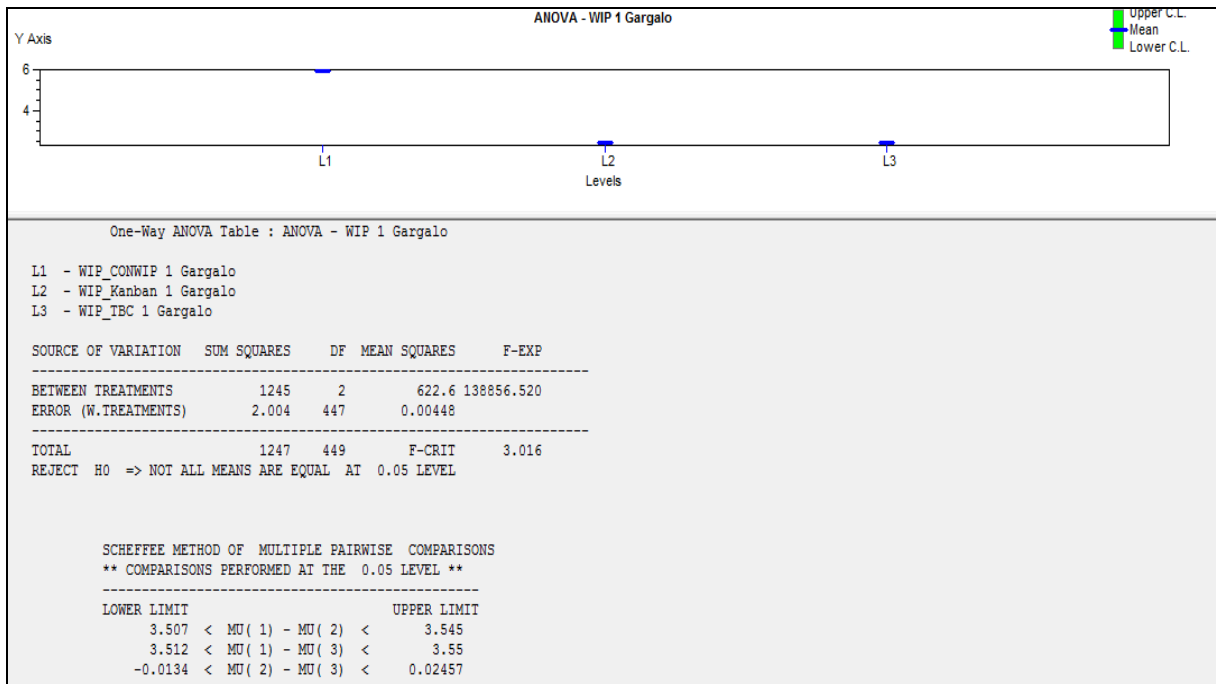 ANOVA - WIP 1 Gargalo
Upper C.L.
Mean
Lower C.L.
Y Axis
6
4
L1 L2 L3
Levels
One-Way ANOVA Table : ANOVA - WIP 1 Gargalo
L1 - WIP_CONWIP 1 Gargalo
L2 - WIP_Kanban 1 Gargalo
L3 - WIP_TBC 1 Gargalo
SOURCE OF VARIATION SUM SQUARES DF MEAN SQUARES F-EXP
BETWEEN TREATMENTS 1245 2 622.6 138856.520
ERROR (W.TREATMENTS) 2.004 447 0.00448
TOTAL 1247 449 F-CRIT 3.016
REJECT H0 => NOT ALL MEANS ARE EQUAL AT 0.05 LEVEL
SCHEFFEE METHOD OF MULTIPLE PAIRWISE COMPARISONS
** COMPARISONS PERFORMED AT THE 0.05 LEVEL **
LOWER LIMIT UPPER LIMIT
3.507 < MU( 1) - MU( 2) < 3.545
3.512 < MU( 1) - MU( 3) < 3.55
-0.0134 < MU( 2) - MU( 3) < 0.02457